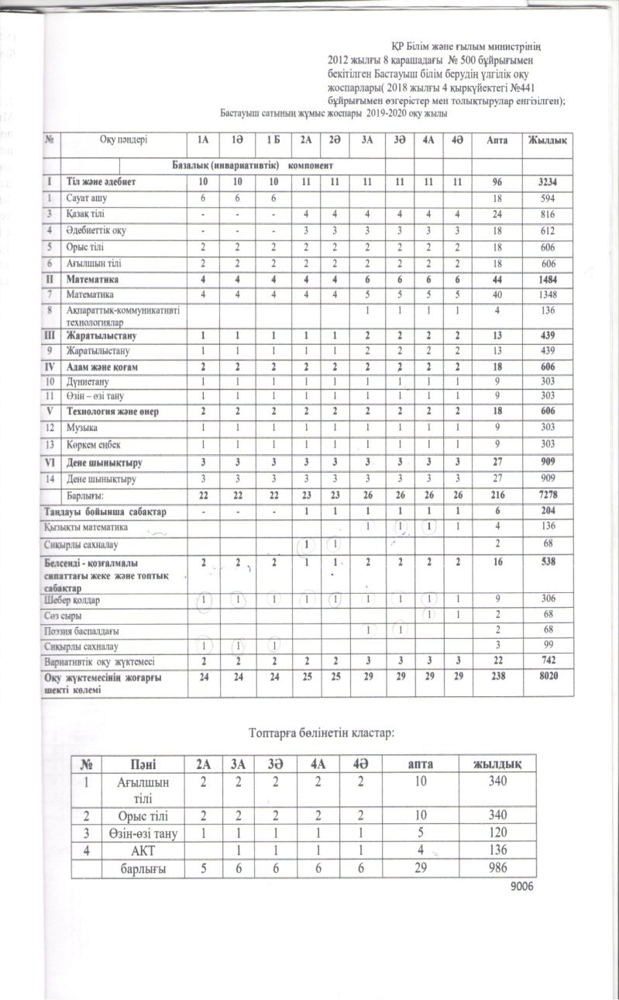 ҚР Білім және ғылым министрінің
2012 жылғы 8 қарашадағы № 500 бұйрығымен
бекітілген Бастауыш білім берудің үлгілік оқу
жоспарлары( 2018 жылғы 4 қыркүйектегі №441
бұйрығымен өзгерістер мен толықтырулар енгізілген);
Бастауыш сатының жұмыс жоспары 2019-2020 оқу жылы
№ Оқу пәндері 1А 1Ә 1 Б 2А 2Ә 3А 3Ә 4А 4Ә Апта Жылдық
Базалық (инвариативтік) компонент
I Тіл және әдебиет 10 10 10 11 11 11 11 11 11 96 3234
1 Сауат ашу 6 6 6 18 594
3 Қазақ тілі - - - 4 4 4 4 4 4 24 816
4 Әдебиеттік оқу - - - 3 3 3 3 3 3 18 612
5 Орыс тілі 2 2 2 2 2 2 2 2 2 18 606
6 Ағылшын тілі 2 2 2 2 2 2 2 2 2 18 606
II Математика 4 4 4 4 4 6 6 6 6 44 1484
7 Математика 4 4 4 4 4 5 5 5 5 40 1348
8 Ақпараттық-коммуникативті 1 1 1 1 4 136
технологиялар
III Жаратылыстану 1 1 1 1 1 2 2 2 2 13 439
9 Жаратылыстану 1 1 1 1 1 2 2 2 2 13 439
IV Адам және қоғам 2 2 2 2 2 2 2 2 2 18 606
10 Дүниетану 1 1 1 1 1 1 1 1 1 9 303
11 Өзін – өзі тану 1 1 1 1 1 1 1 1 1 9 303
V Технология және өнер 2 2 2 2 2 2 2 2 2 18 606
12 Музыка 1 1 1 1 1 1 1 1 1 9 303
13 Көркем еңбек 1 1 1 1 1 1 1 1 1 9 303
VI Дене шынықтыру 3 3 3 3 3 3 3 3 3 27 909
14 Дене шынықтыру 3 3 3 3 3 3 3 3 3 27 909
Барлығы: 22 22 22 23 23 26 26 26 26 216 7278
Таңдауы бойынша сабақтар - - - 1 1 1 1 1 1 6 204
Қызықты математика 1 1 1 1 4 136
Сиқырлы сахналау 1 1 2 68
Белсенді - қозғалмалы 2 2 2 1 1 2 2 2 2 16 538
сипаттағы жеке және топтық
сабақтар
Шебер қолдар 1 1 1 1 1 1 1 1 1 9 306
Сөз сыры 1 1 2 68
Поэзия баспалдағы 1 1 2 68
Сиқырлы сахналау 1 1 1 3 99
Вариативтік оқу жүктемесі 2 2 2 2 2 3 3 3 3 22 742
Оқу жүктемесінің жоғарғы 24 24 24 25 25 29 29 29 29 238 8020
шекті көлемі
Топтарға бөлінетін кластар:
№ Пәні 2А 3А 3Ә 4А 4Ә апта жылдық
1 Ағылшын 2 2 2 2 2 10 340
тілі
2 Орыс тілі 2 2 2 2 2 10 340
3 Өзін-өзі тану 1 1 1 1 1 5 120
4 АКТ 1 1 1 1 4 136
барлығы 5 6 6 6 6 29 986
9006